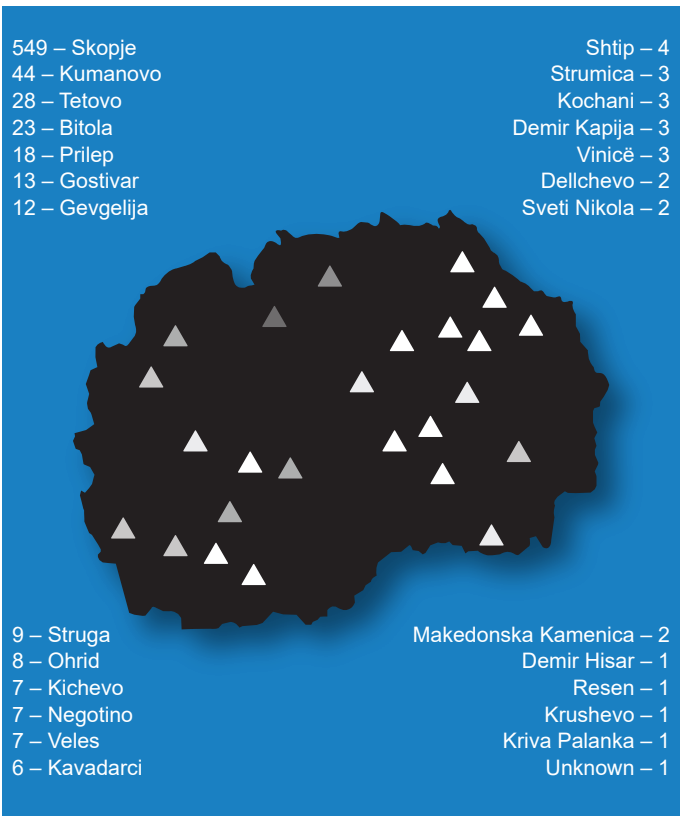 549 – Skopje
44 – Kumanovo
28 – Tetovo
23 – Bitola
18 – Prilep
13 – Gostivar
12 – Gevgelija
Shtip – 4
Strumica – 3
Kochani – 3
Demir Kapija – 3
Vinicë – 3
Dellchevo – 2
Sveti Nikola – 2
9 – Struga
8 – Ohrid
7 – Kichevo
7 – Negotino
7 – Veles
6 – Kavadarci
Makedonska Kamenica – 2
Demir Hisar – 1
Resen – 1
Krushevo – 1
Kriva Palanka – 1
Unknown – 1